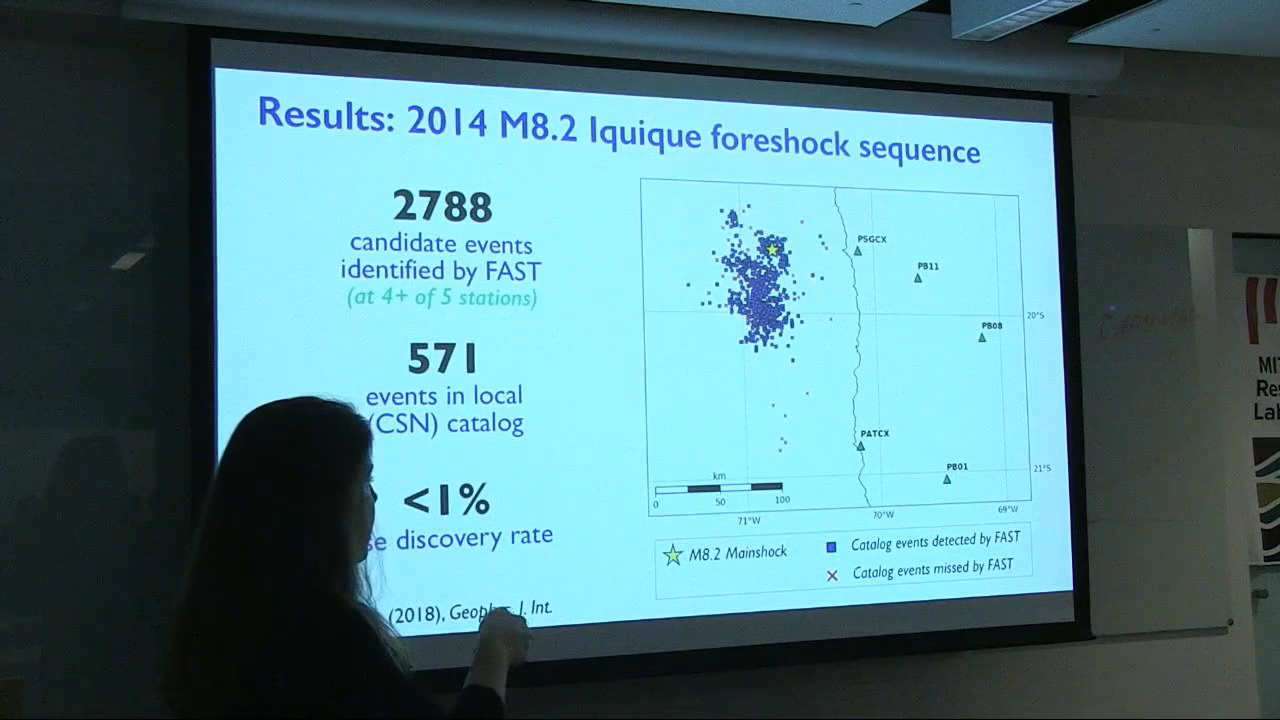 Results: 2014 M8.2 Iquique foreshock sequence
2788
candidate events
identified by FAST
(at 4+ of 5 stations)
571
events in local
(CSN) catalog
<1%
discovery rate
(2018), J. Int.
PSGCX
PB11
PB08
PATCX
PB01
20°S
21°S
km
0 50 100
71°W 70°W 69°W
M8.2 Mainshock
Catalog events detected by FAST
Catalog events missed by FAST